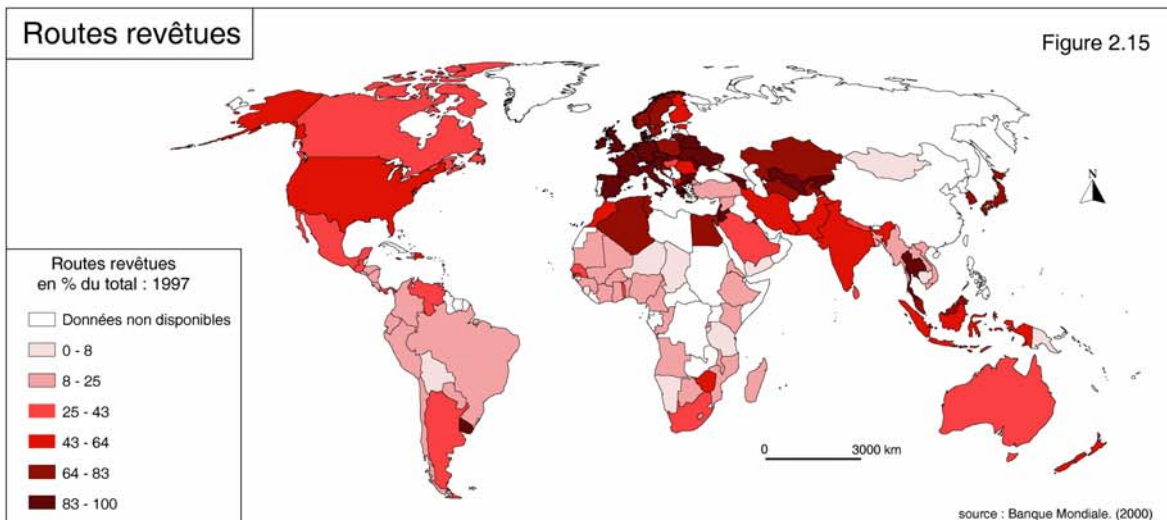 Routes revêtues
Figure 2.15
N
Routes revêtues
en % du total : 1997
Données non disponibles
0 - 8
8 - 25
25 - 43
43 - 64
64 - 83
83 - 100
0 3000 km
source : Banque Mondiale. (2000)